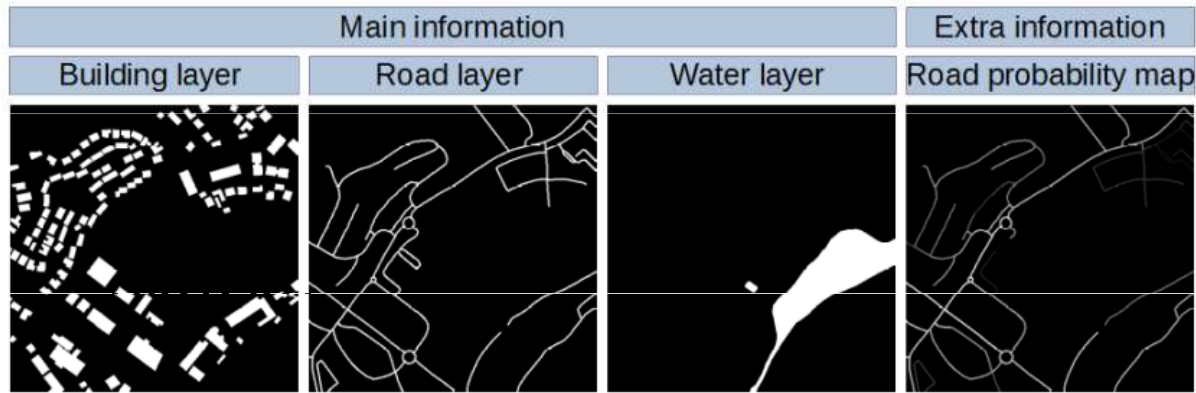 Main information
Extra information
Building layer
Road layer
Water layer
Road probability map